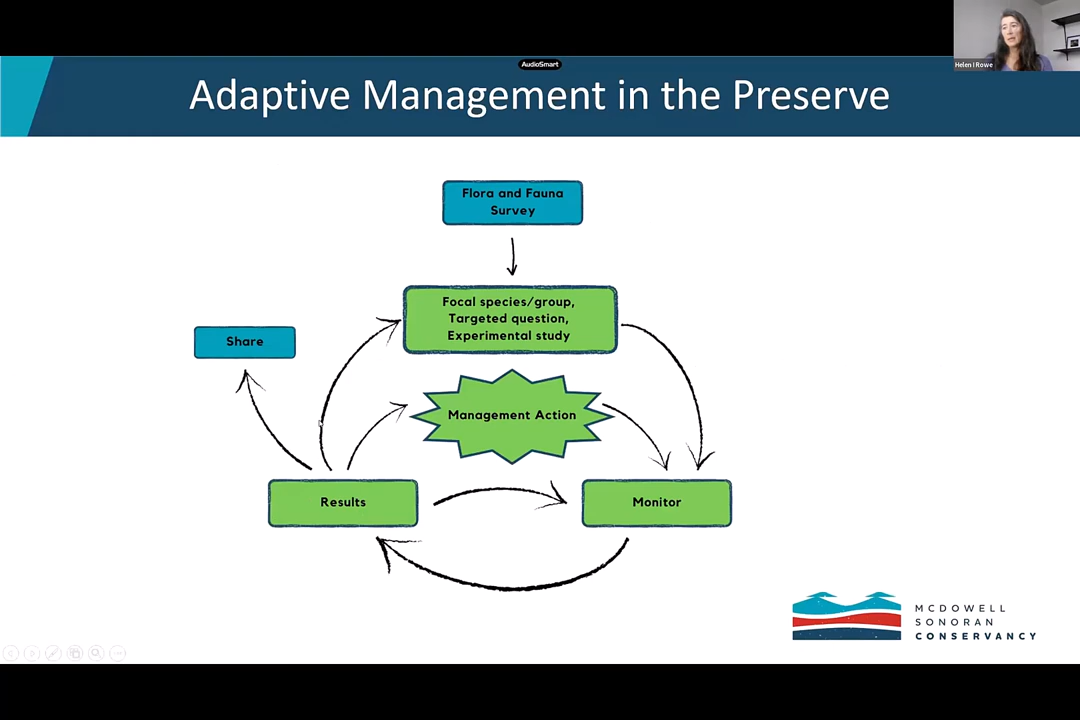 AudioSmart
Helen I Rowe
Adaptive Management in the Preserve
Flora and Fauna
Survey
Focal species/group,
Targeted question,
Experimental study
Share
Management Action
Results
Monitor
MCDOWELL
SONORAN
CONSERVANCY